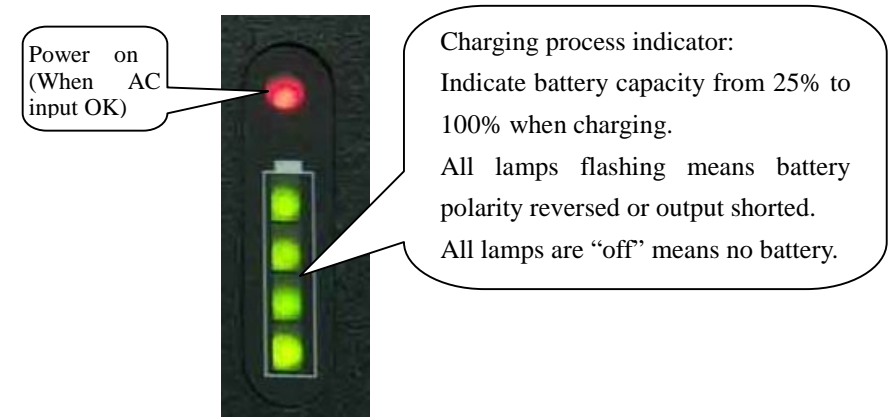 Power on
(When AC
input OK)
Charging process indicator:
Indicate battery capacity from 25% to
100% when charging.
All lamps flashing means battery
polarity reversed or output shorted.
All lamps are “off” means no battery.